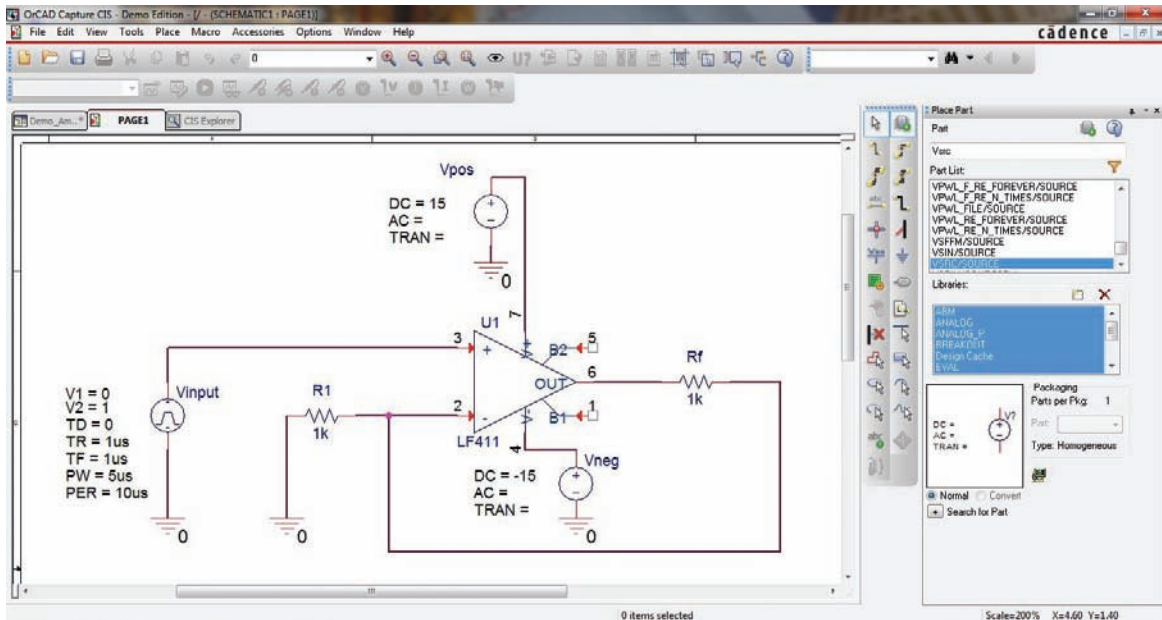 OrCAD Capture CIS - Demo Edition - [/ - (SCHEMATIC1 : PAGE1)]
File Edit View Tools Place Macro Accessories Options Window Help
cādence
0
U?
Demo_Am...*
PAGE1
CIS Explorer
Vpos
DC = 15
AC =
TRAN =
0
U1
7
3
+
V+
B2
5
OUT
6
2
-
V-
B1
1
LF411
4
Rf
1k
R1
1k
0
V1 = 0
V2 = 1
TD = 0
TR = 1us
TF = 1us
PW = 5us
PER = 10us
Vinput
0
Vneg
DC = -15
AC =
TRAN =
0
Place Part
Part
Vsrc
Part List:
VPWL_F_RE_FOREVER/SOURCE
VPWL_F_RE_N_TIMES/SOURCE
VPWL_FILE/SOURCE
VPWL_RE_FOREVER/SOURCE
VPWL_RE_N_TIMES/SOURCE
VSFFM/SOURCE
VSIN/SOURCE
VSRC/SOURCE
Libraries:
ABM
ANALOG
ANALOG_P
BREAKOUT
Design Cache
EVAL
DC =
AC =
TRAN =
V?
Packaging
Parts per Pkg: 1
Part:
Type: Homogeneous
Normal Convert
Search for Part
0 items selected
Scale=200% X=4.60 Y=1.40